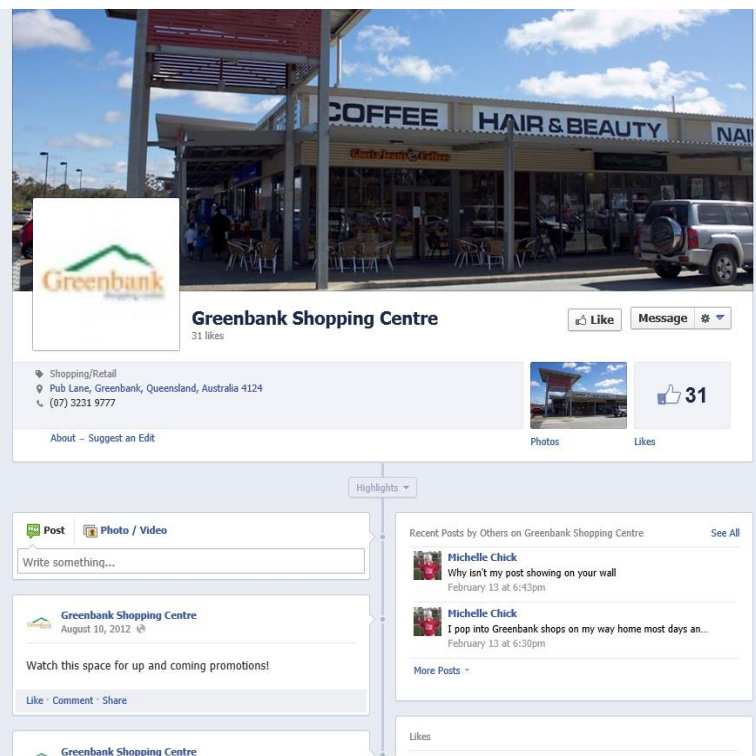 COFFEE
HAIR & BEAUTY
NAI
Gloria Jean's Coffees
Greenbank
shopping centre
Greenbank Shopping Centre
31 likes
Like
Message
Shopping/Retail
Pub Lane, Greenbank, Queensland, Australia 4124
(07) 3231 9777
31
About – Suggest an Edit
Photos
Likes
Highlights
Post
Photo / Video
Write something...
Greenbank Shopping Centre
August 10, 2012
Watch this space for up and coming promotions!
Like · Comment · Share
Greenbank Shopping Centre
Recent Posts by Others on Greenbank Shopping Centre
See All
Michelle Chick
Why isn't my post showing on your wall
February 13 at 6:43pm
Michelle Chick
I pop into Greenbank shops on my way home most days an...
February 13 at 6:30pm
More Posts
Likes